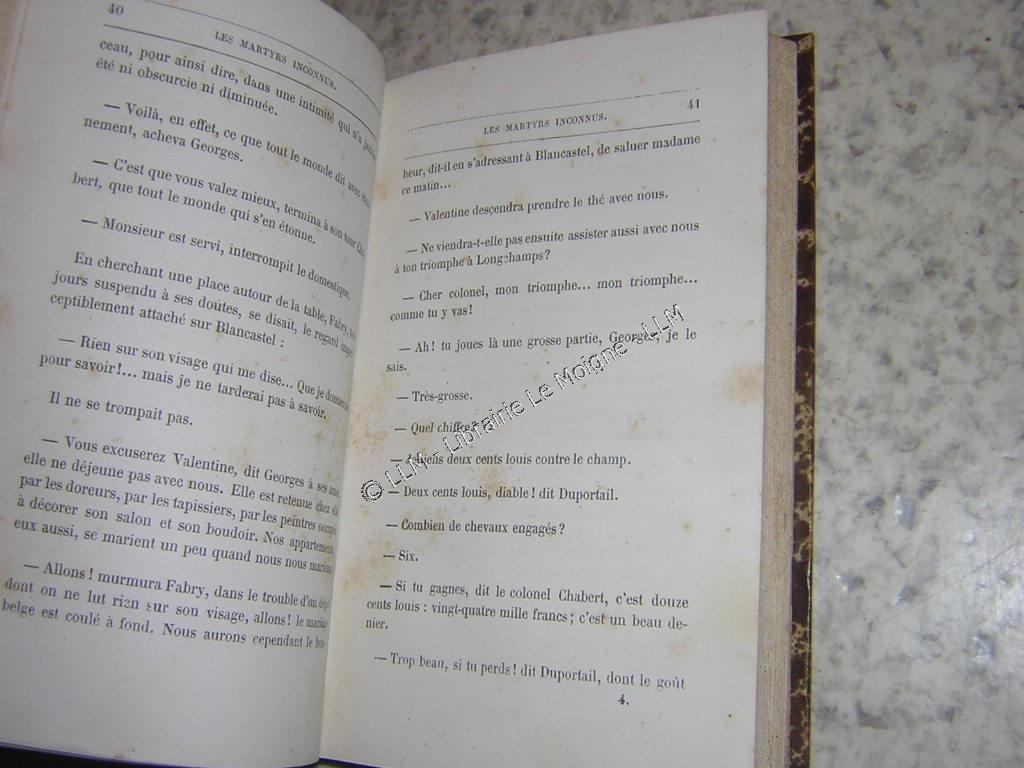 40
LES MARTYRS INCONNUS.
ceau, pour ainsi dire, dans une intimité qui n'a
été ni obscurcie ni diminuée.
— Voilà, en effet, ce que tout le monde dit avec
nement, acheva Georges.
— C'est que vous valez mieux, termina à son tour Cha-
bert, que tout le monde qui s'en étonne.
— Monsieur est servi, interrompit le domestique.
En cherchant une place autour de la table, Fabry,
jours suspendu à ses doutes, se disait, le regard imper-
ceptiblement attaché sur Blancastel :
— Rien sur son visage qui me dise... Que je donnerais
pour savoir!... mais je ne tarderai pas à savoir.
Il ne se trompait pas.
— Vous excuserez Valentine, dit Georges à ses
elle ne déjeune pas avec nous. Elle est retenue chez elle
par les doreurs, par les tapissiers, par les peintres occupés
à décorer son salon et son boudoir. Nos appartements,
eux aussi, se marient un peu quand nous nous marions
— Allons! murmura Fabry, dans le trouble d'un
dont on ne lut rien sur son visage, allons! le mariage
belge est coulé à fond. Nous aurons cependant le bon-
LES MARTYRS INCONNUS.
41
heur, dit-il en s'adressant à Blancastel, de saluer madame
ce matin...
— Valentine descendra prendre le thé avec nous.
— Ne viendra-t-elle pas ensuite assister aussi avec nous
à ton triomphe à Longchamps?
— Cher colonel, mon triomphe... mon triomphe...
comme tu y vas!
— Ah! tu joues là une grosse partie, Georges, je le
sais.
— Très-grosse.
— Quel chiffre?
— Je tiens deux cents louis contre le champ.
— Deux cents louis, diable! dit Duportail.
— Combien de chevaux engagés?
— Six.
— Si tu gagnes, dit le colonel Chabert, c'est douze
cents louis : vingt-quatre mille francs; c'est un beau de-
nier.
— Trop beau, si tu perds! dit Duportail, dont le goût
4.
© LLM - Librairie Le Moigne - LLM